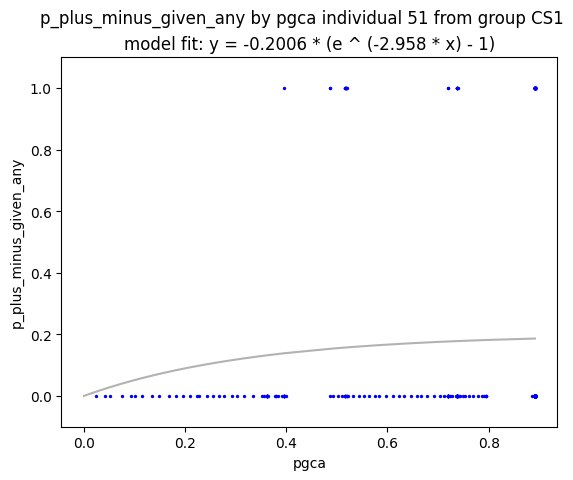 p_plus_minus_given_any by pgca individual 51 from group CS1
model fit: y = -0.2006 * (e ^ (-2.958 * x) - 1)
1.0
0.8
0.6
0.4
0.2
0.0
p_plus_minus_given_any
0.0 0.2 0.4 0.6 0.8
pgca